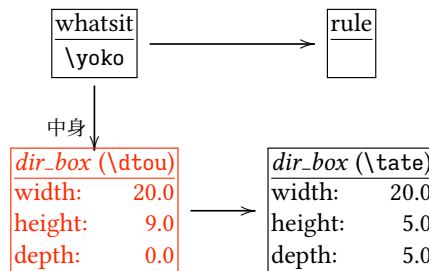 whatsit
\yoko
rule
中身
dir_box (\dtou)
width: 20.0
height: 9.0
depth: 0.0
dir_box (\tate)
width: 20.0
height: 5.0
depth: 5.0